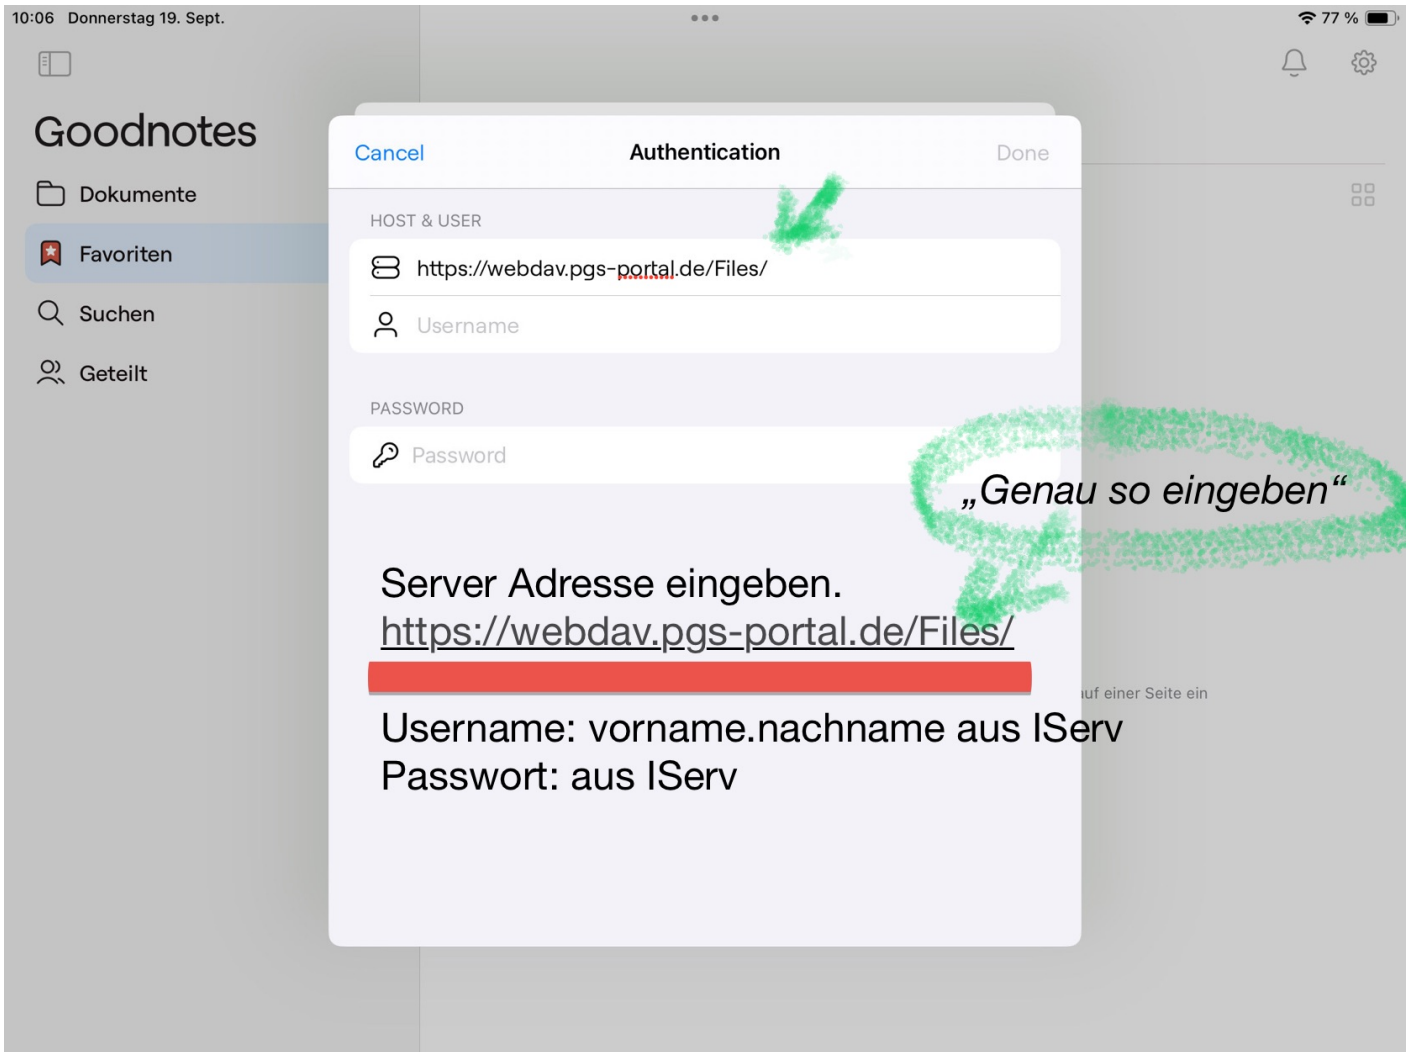 10:06 Donnerstag 19. Sept.
77 %
Goodnotes
Dokumente
Favoriten
Suchen
Geteilt
Cancel
Authentication
Done
HOST & USER
https://webdav.pgs-portal.de/Files/
Username
PASSWORD
Password
„Genau so eingeben“
Server Adresse eingeben.
https://webdav.pgs-portal.de/Files/
auf einer Seite ein
Username: vorname.nachname aus IServ
Passwort: aus IServ